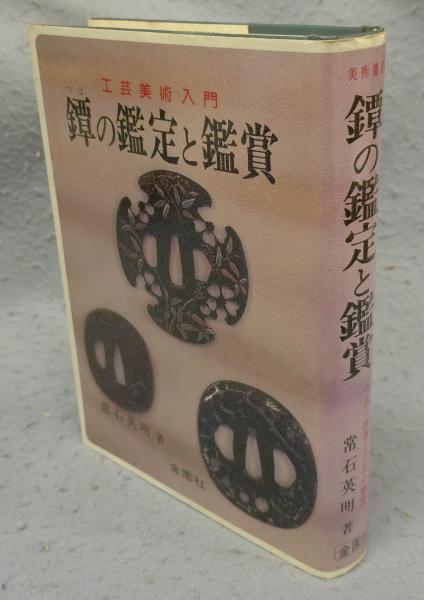 工芸美術入門
つば
鐔の鑑定と鑑賞
常石英明 著
金園社
美術選
鐔の鑑定と鑑賞
常石英明 著
金園